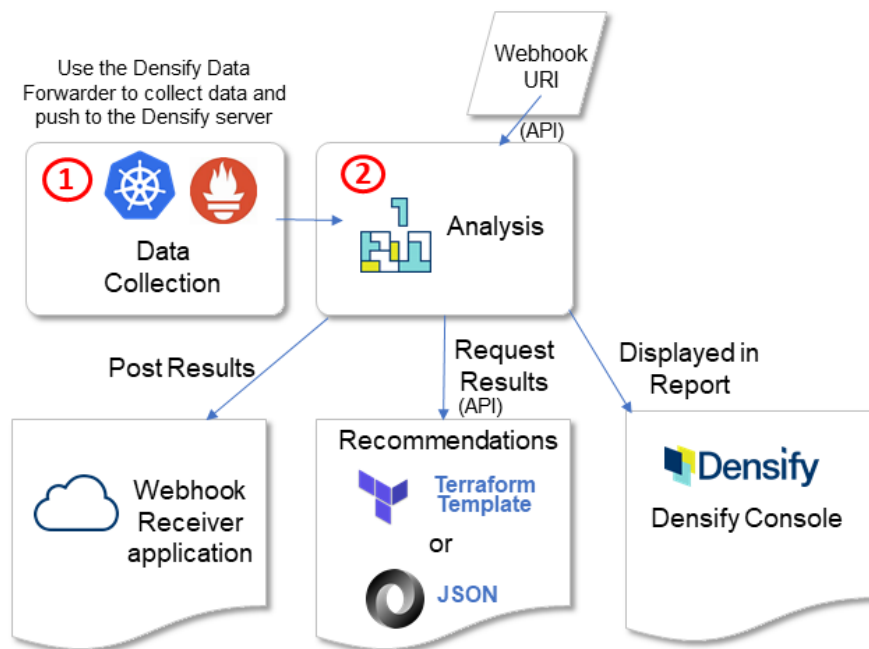 Use the Densify Data
Forwarder to collect data and
push to the Densify server
Webhook
URI
(API)
1
Data
Collection
2
Analysis
Post Results
Request
Results
(API)
Displayed in
Report
Webhook
Receiver
application
Recommendations
Terraform
Template
or
JSON
Densify
Densify Console